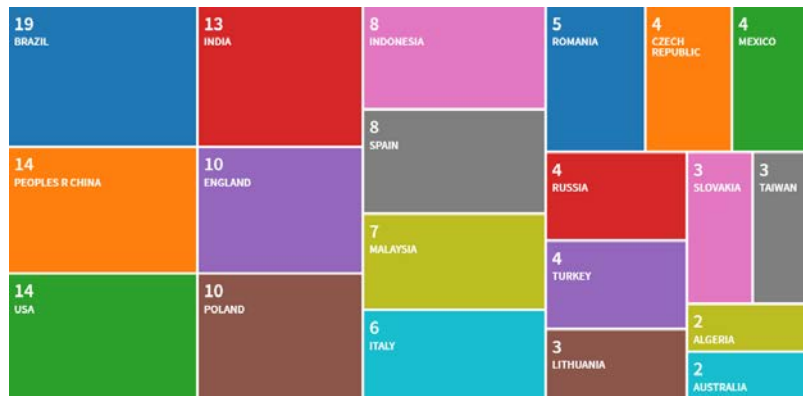 19
BRAZIL
13
INDIA
8
INDONESIA
5
ROMANIA
4
CZECH
REPUBLIC
4
MEXICO
8
SPAIN
14
PEOPLES R CHINA
10
ENGLAND
4
RUSSIA
3
SLOVAKIA
3
TAIWAN
7
MALAYSIA
4
TURKEY
14
USA
10
POLAND
6
ITALY
3
LITHUANIA
2
ALGERIA
2
AUSTRALIA